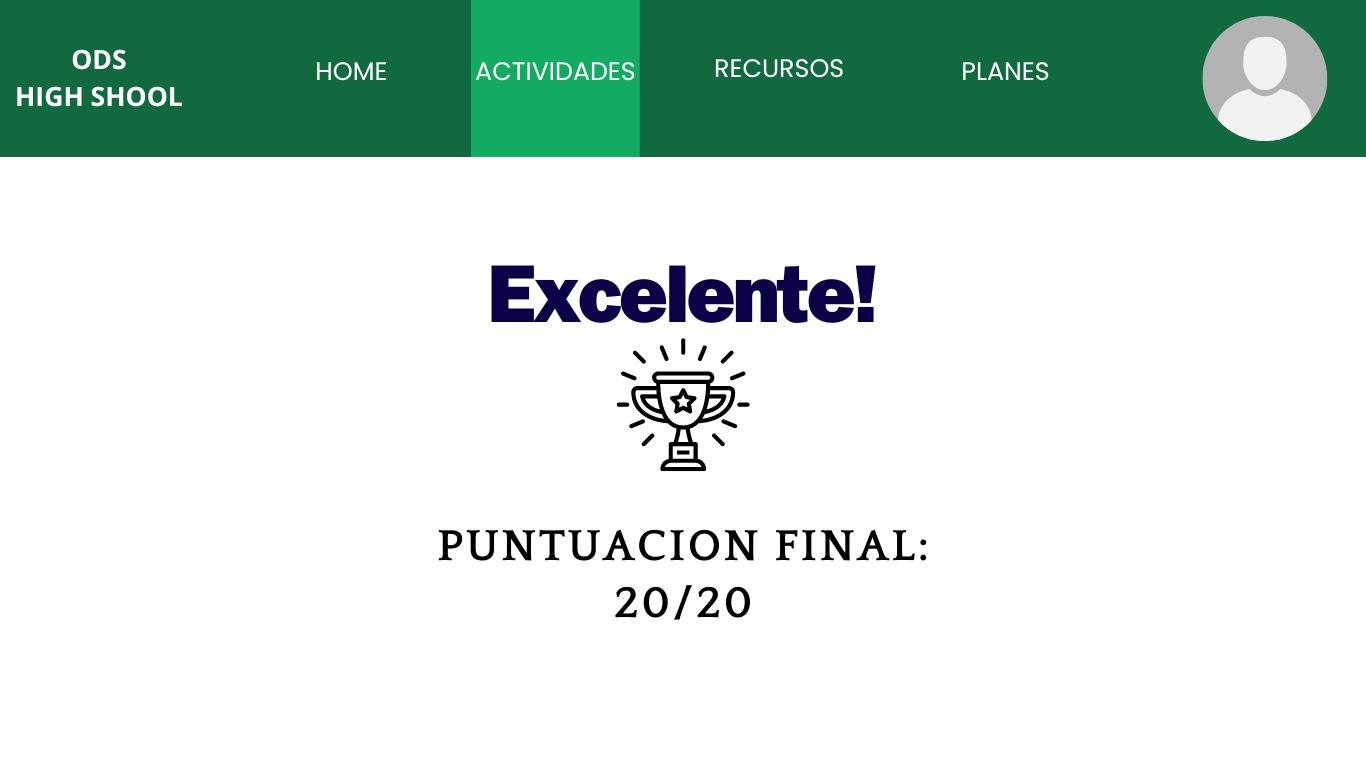 ODS
HIGH SHOOL
HOME
ACTIVIDADES
RECURSOS
PLANES
Excelente!
PUNTUACION FINAL:
20/20